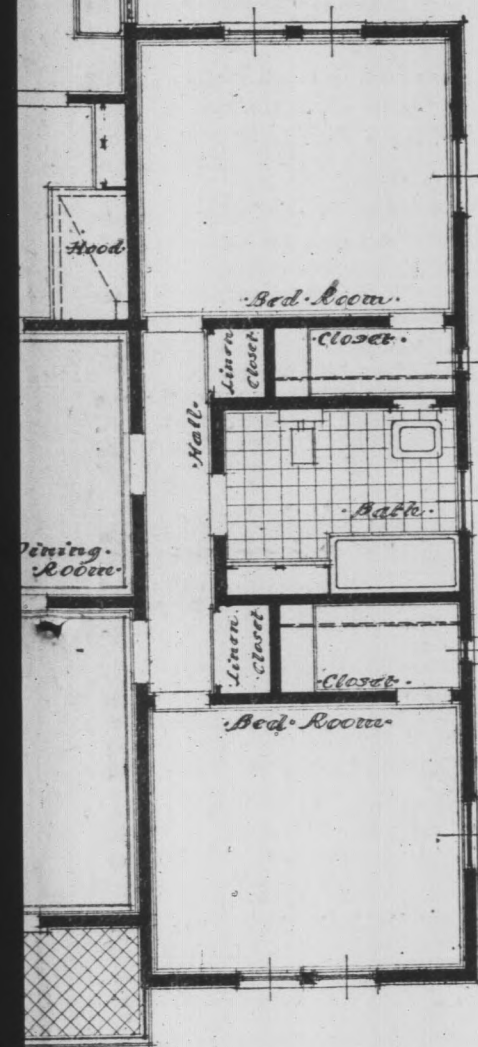 Hood
·Bed·Room·
Linen
Closet
·Closet·
·Hall·
·Bath·
Dining·
·Room·
Linen
Closet
·Closet·
·Bed·Room·